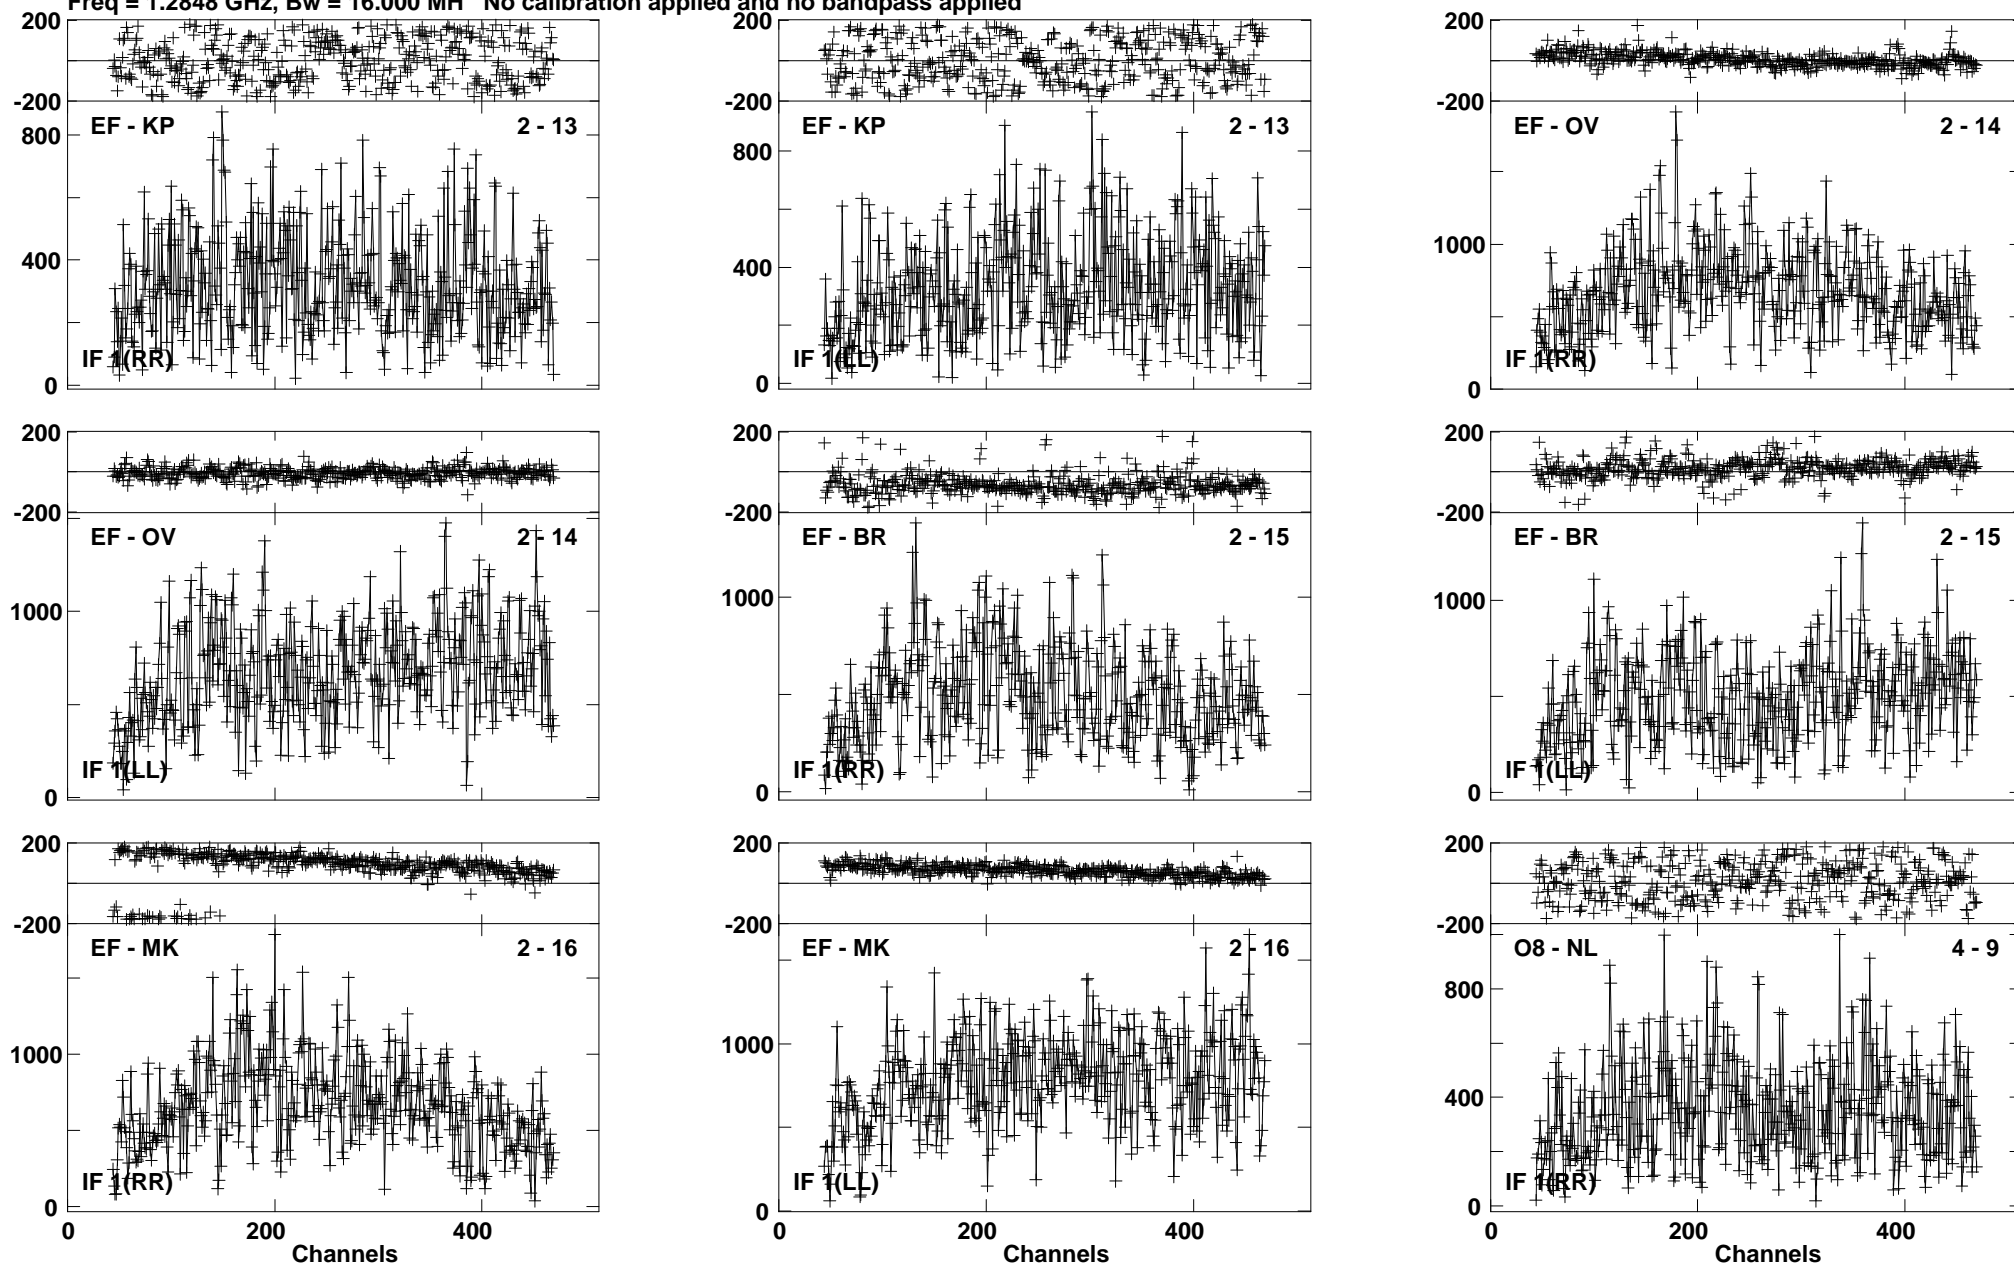 Freq = 1.2848 GHz, Bw = 16.000 MH No calibration applied and no bandpass applied
200
-200
EF - KP 2 - 13
800
400
0
IF 1(RR)
200
-200
EF - KP 2 - 13
800
400
0
IF 1(LL)
200
-200
EF - OV 2 - 14
1000
0
IF 1(RR)
200
-200
EF - OV 2 - 14
1000
0
IF 1(LL)
200
-200
EF - BR 2 - 15
1000
0
IF 1(RR)
200
-200
EF - BR 2 - 15
1000
0
IF 1(LL)
200
-200
EF - MK 2 - 16
1000
0
IF 1(RR)
0 200 400
Channels
200
-200
EF - MK 2 - 16
1000
0
IF 1(LL)
0 200 400
Channels
200
-200
O8 - NL 4 - 9
800
400
0
IF 1(RR)
0 200 400
Channels